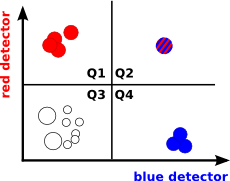 red detector
Q1 Q2
Q3 Q4
blue detector